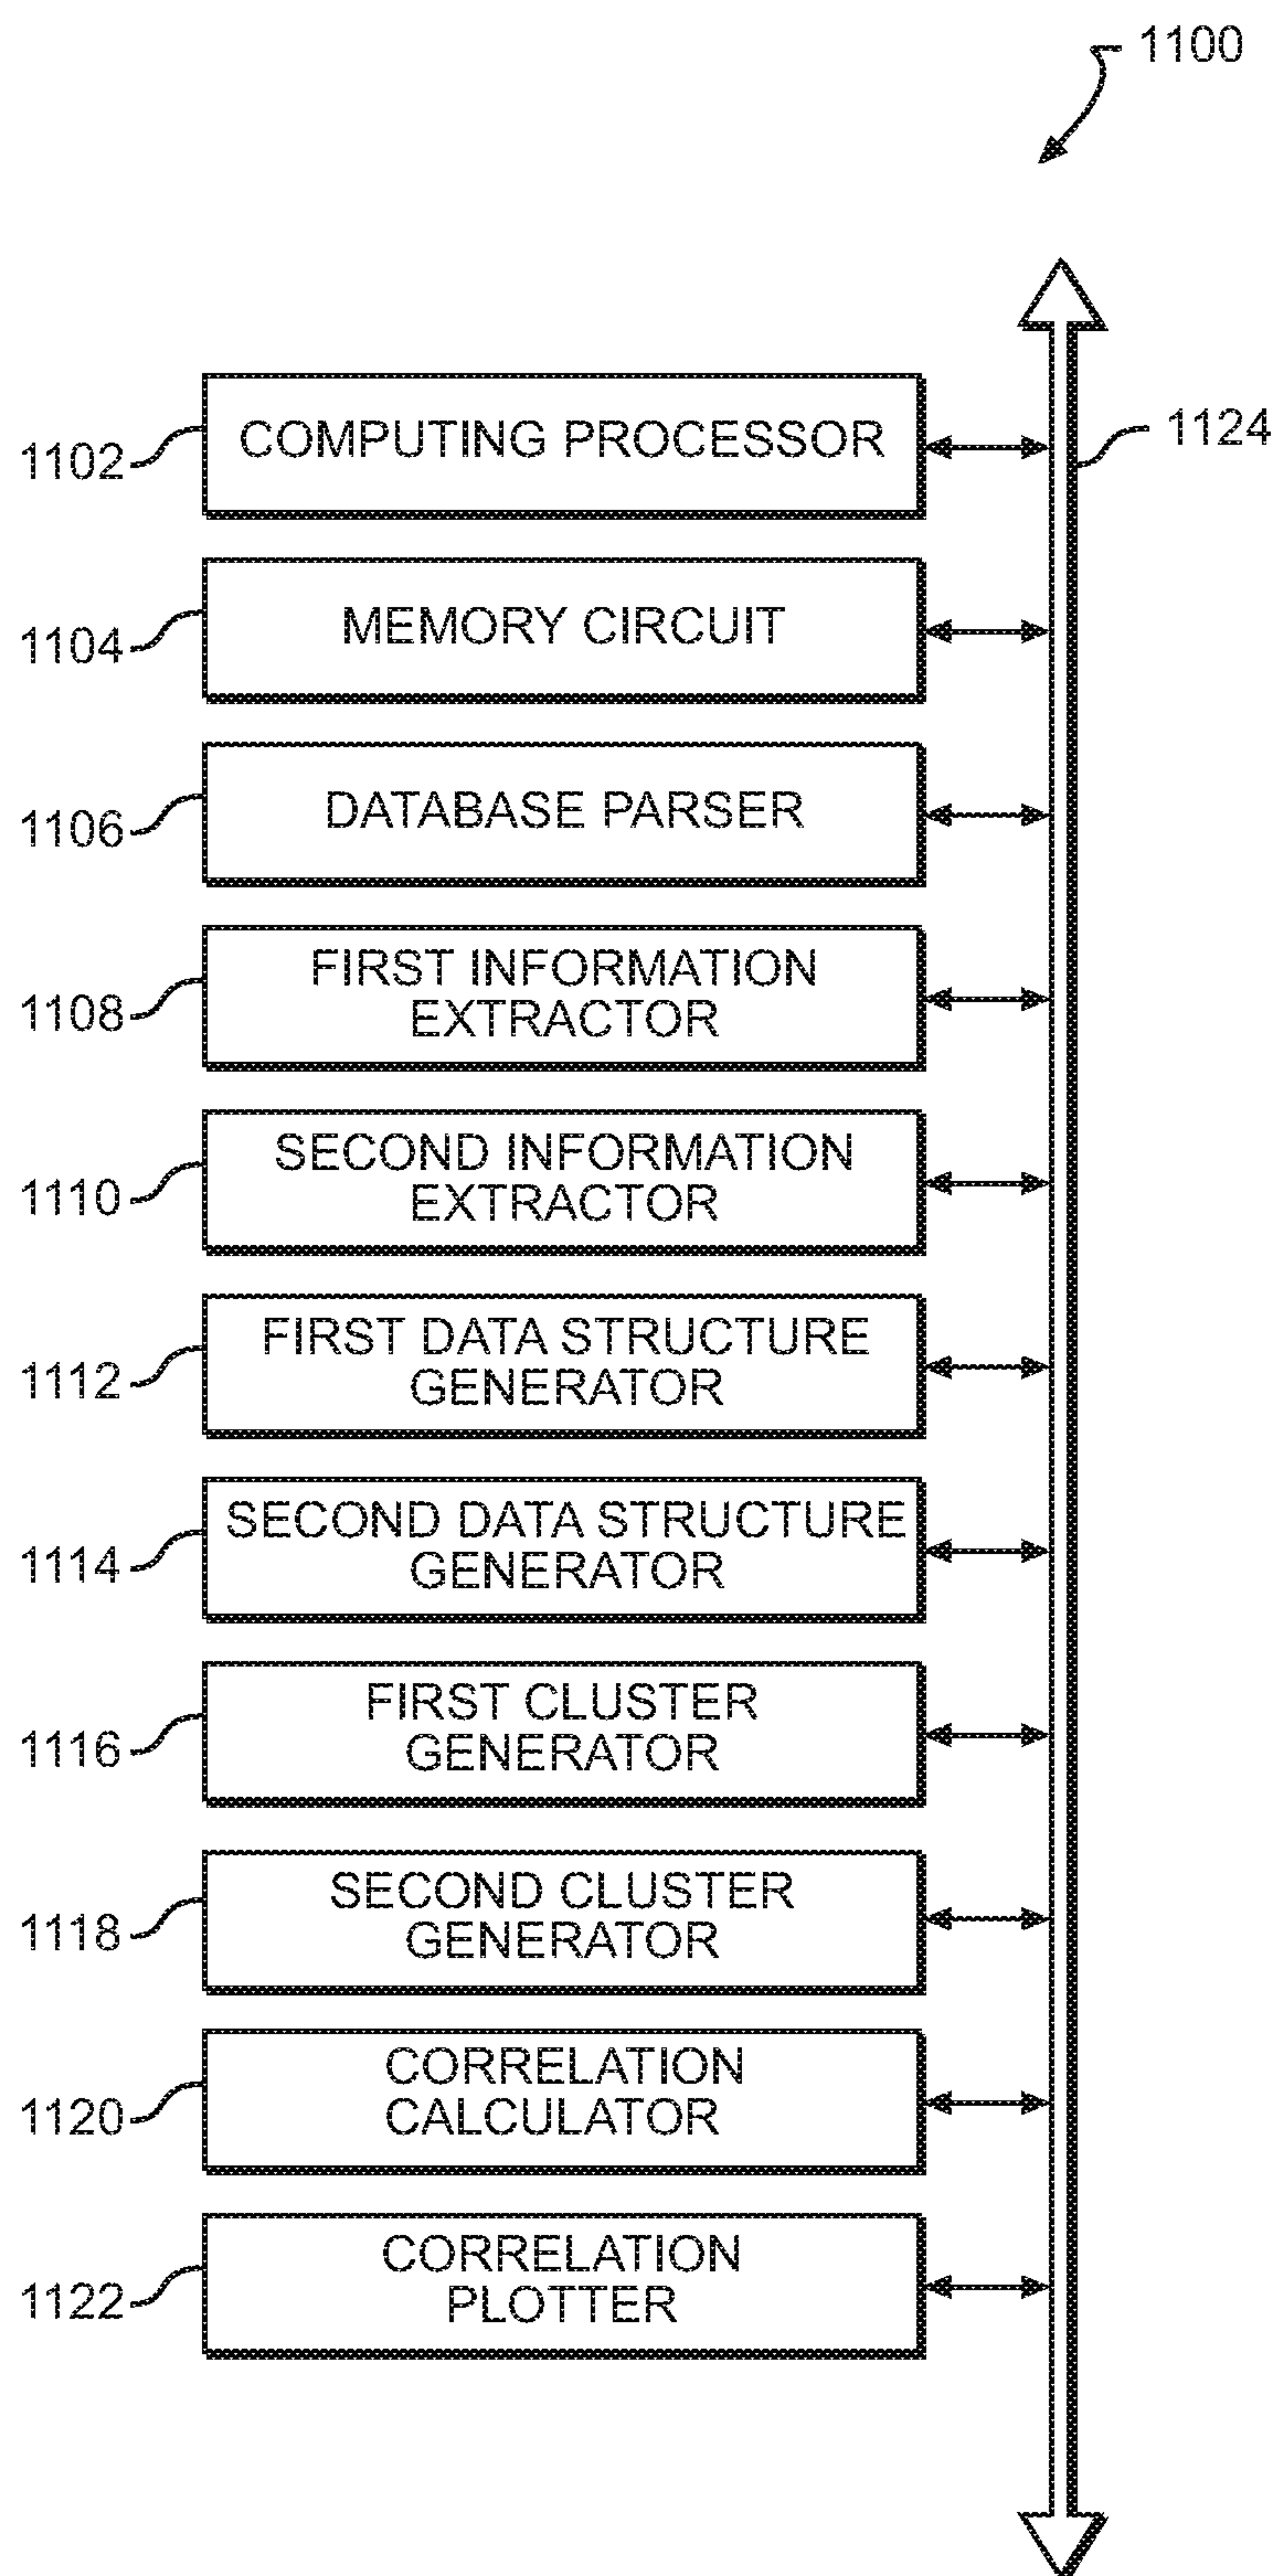 1100
1124
1102
COMPUTING PROCESSOR
1104
MEMORY CIRCUIT
1106
DATABASE PARSER
1108
FIRST INFORMATION
EXTRACTOR
1110
SECOND INFORMATION
EXTRACTOR
1112
FIRST DATA STRUCTURE
GENERATOR
1114
SECOND DATA STRUCTURE
GENERATOR
1116
FIRST CLUSTER
GENERATOR
1118
SECOND CLUSTER
GENERATOR
1120
CORRELATION
CALCULATOR
1122
CORRELATION
PLOTTER